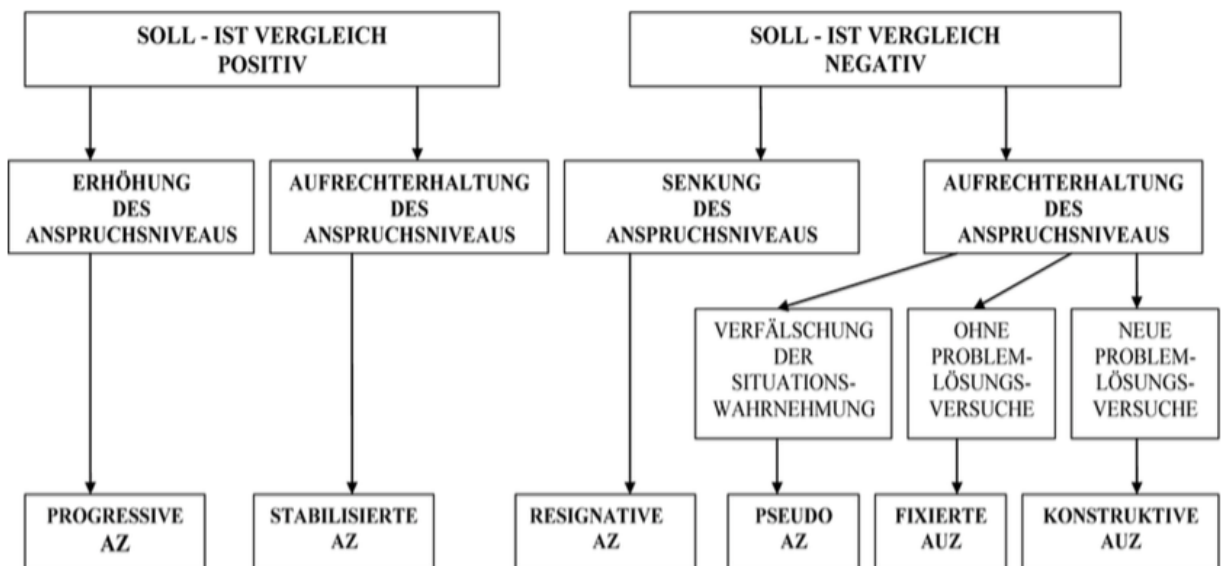 SOLL - IST VERGLEICH
POSITIV
SOLL - IST VERGLEICH
NEGATIV
ERHÖHUNG
DES
ANSPRUCHSNIVEAUS
AUFRECHTERHALTUNG
DES
ANSPRUCHSNIVEAUS
SENKUNG
DES
ANSPRUCHSNIVEAUS
AUFRECHTERHALTUNG
DES
ANSPRUCHSNIVEAUS
VERFÄLSCHUNG
DER
SITUATIONS-
WAHRNEHMUNG
OHNE
PROBLEM-
LÖSUNGS-
VERSUCHE
NEUE
PROBLEM-
LÖSUNGS-
VERSUCHE
PROGRESSIVE
AZ
STABILISIERTE
AZ
RESIGNATIVE
AZ
PSEUDO
AZ
FIXIERTE
AUZ
KONSTRUKTIVE
AUZ